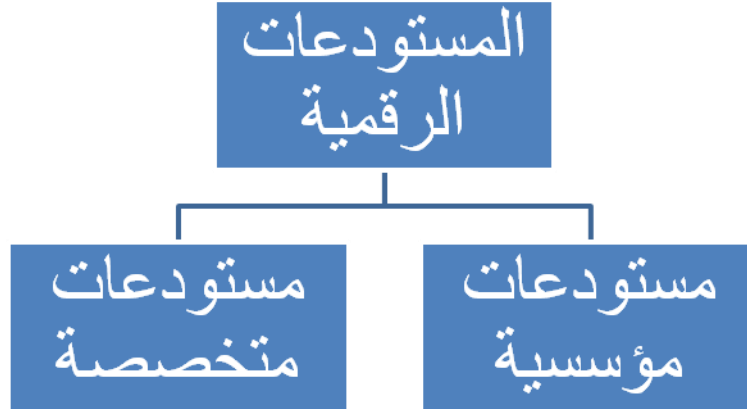 المستودعات
الرقمية
مستودعات
مؤسسية
مستودعات
متخصصة